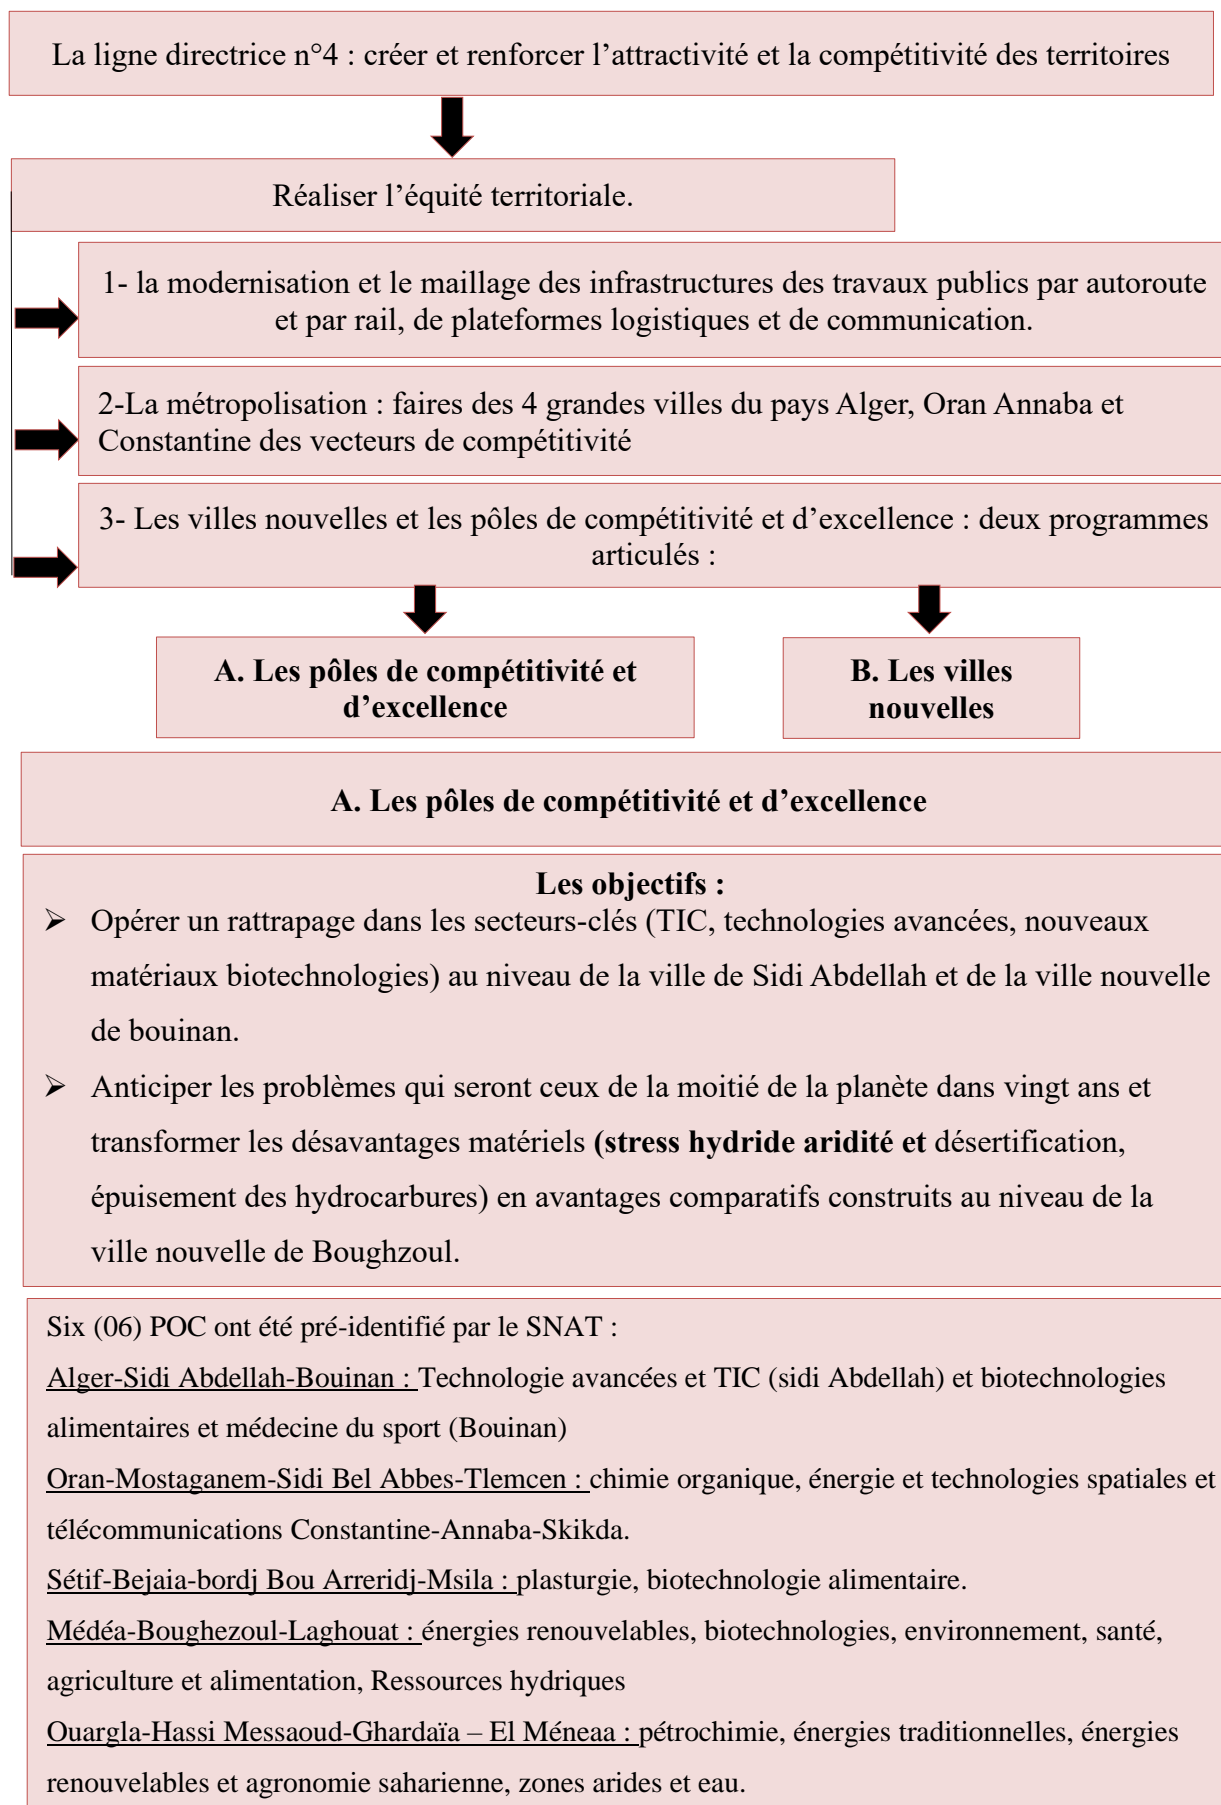 La ligne directrice n°4 : créer et renforcer l’attractivité et la compétitivité des territoires
Réaliser l’équité territoriale.
1- la modernisation et le maillage des infrastructures des travaux publics par autoroute
et par rail, de plateformes logistiques et de communication.
2-La métropolisation : faires des 4 grandes villes du pays Alger, Oran Annaba et
Constantine des vecteurs de compétitivité
3- Les villes nouvelles et les pôles de compétitivité et d’excellence : deux programmes
articulés :
A. Les pôles de compétitivité et
d’excellence
B. Les villes
nouvelles
A. Les pôles de compétitivité et d’excellence
Les objectifs :
➢ Opérer un rattrapage dans les secteurs-clés (TIC, technologies avancées, nouveaux
matériaux biotechnologies) au niveau de la ville de Sidi Abdellah et de la ville nouvelle
de bouinan.
➢ Anticiper les problèmes qui seront ceux de la moitié de la planète dans vingt ans et
transformer les désavantages matériels (stress hydride aridité et désertification,
épuisement des hydrocarbures) en avantages comparatifs construits au niveau de la
ville nouvelle de Boughzoul.
Six (06) POC ont été pré-identifié par le SNAT :
Alger-Sidi Abdellah-Bouinan : Technologie avancées et TIC (sidi Abdellah) et biotechnologies
alimentaires et médecine du sport (Bouinan)
Oran-Mostaganem-Sidi Bel Abbes-Tlemcen : chimie organique, énergie et technologies spatiales et
télécommunications Constantine-Annaba-Skikda.
Sétif-Bejaia-bordj Bou Arreridj-Msila : plasturgie, biotechnologie alimentaire.
Médéa-Boughezoul-Laghouat : énergies renouvelables, biotechnologies, environnement, santé,
agriculture et alimentation, Ressources hydriques
Ouargla-Hassi Messaoud-Ghardaïa – El Méneaa : pétrochimie, énergies traditionnelles, énergies
renouvelables et agronomie saharienne, zones arides et eau.